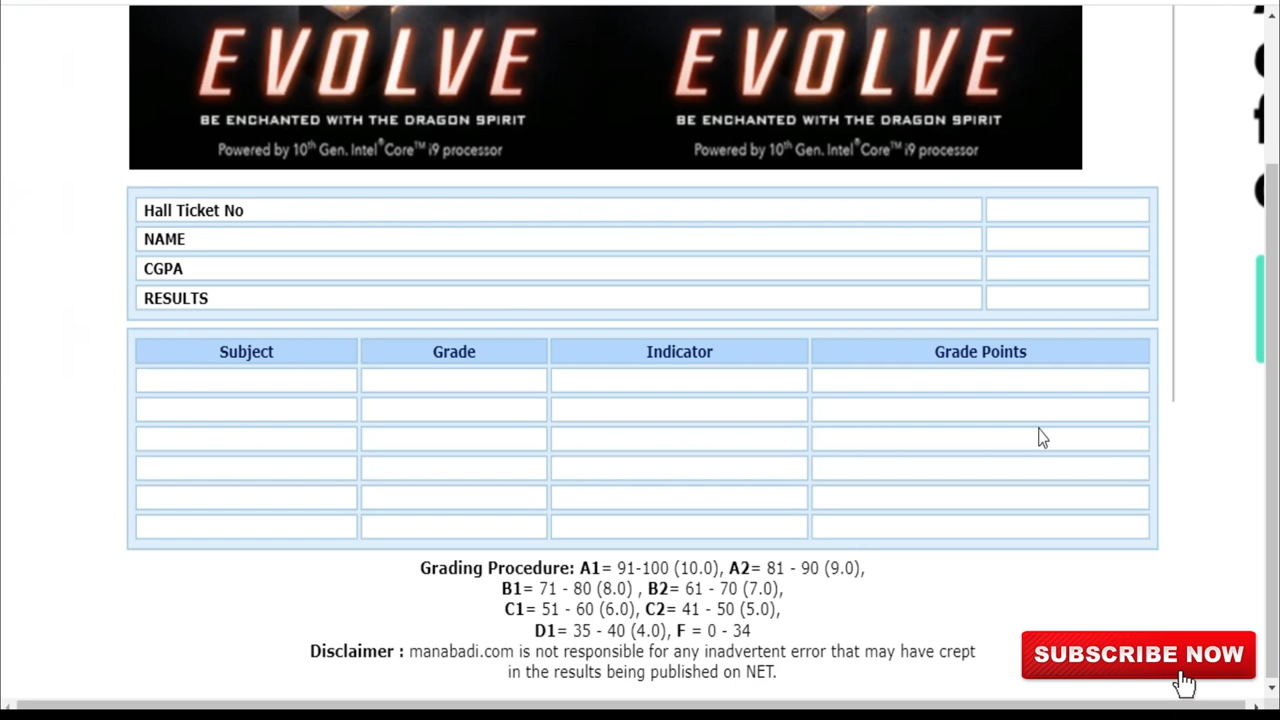 EVOLVE EVOLVE
BE ENCHANTED WITH THE DRAGON SPIRIT BE ENCHANTED WITH THE DRAGON SPIRIT
Powered by 10th Gen. Intel® Core™ i9 processor Powered by 10th Gen. Intel® Core™ i9 processor
Hall Ticket No
NAME
CGPA
RESULTS
Subject Grade Indicator Grade Points
Grading Procedure: A1= 91-100 (10.0), A2= 81 - 90 (9.0),
B1= 71 - 80 (8.0) , B2= 61 - 70 (7.0),
C1= 51 - 60 (6.0), C2= 41 - 50 (5.0),
D1= 35 - 40 (4.0), F = 0 - 34
Disclaimer : manabadi.com is not responsible for any inadvertent error that may have crept
in the results being published on NET.
SUBSCRIBE NOW